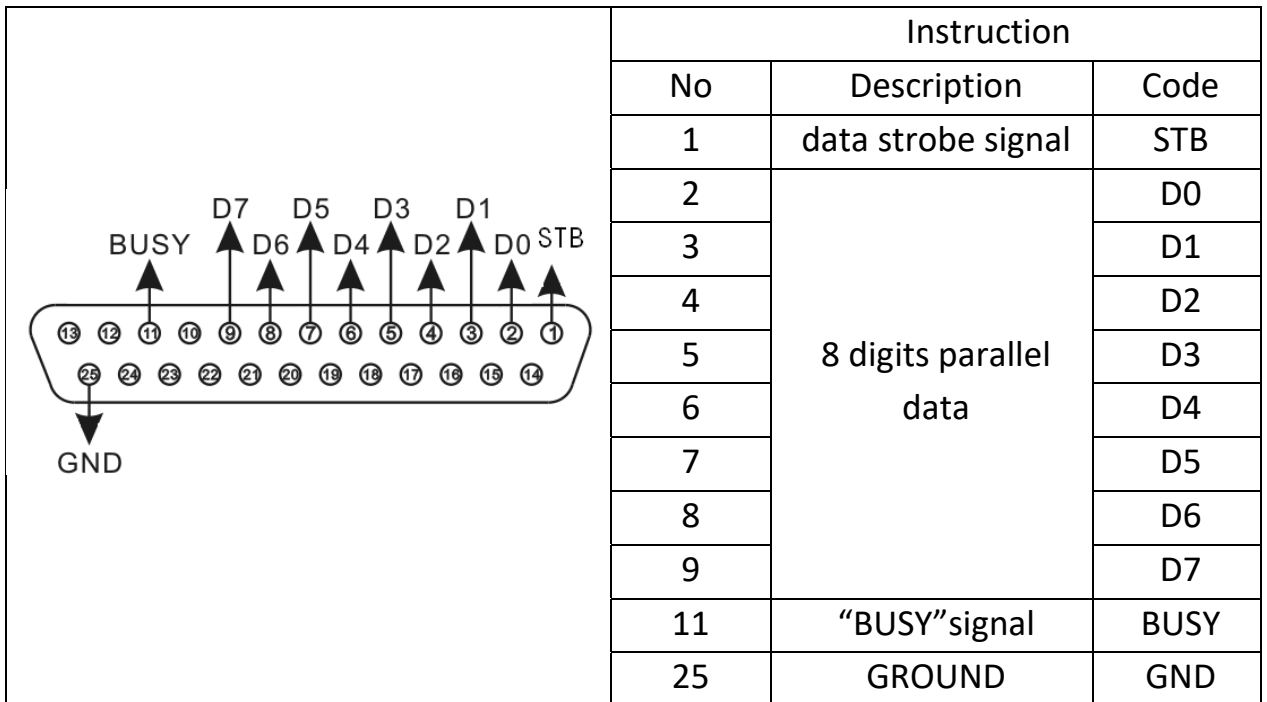 D7 D5 D3 D1
BUSY D6 D4 D2 D0 STB
13 12 11 10 9 8 7 6 5 4 3 2 1
25 24 23 22 21 20 19 18 17 16 15 14
GND
Instruction
No Description Code
1 data strobe signal STB
2 D0
3 D1
4 D2
5 8 digits parallel D3
6 data D4
7 D5
8 D6
9 D7
11 “BUSY”signal BUSY
25 GROUND GND